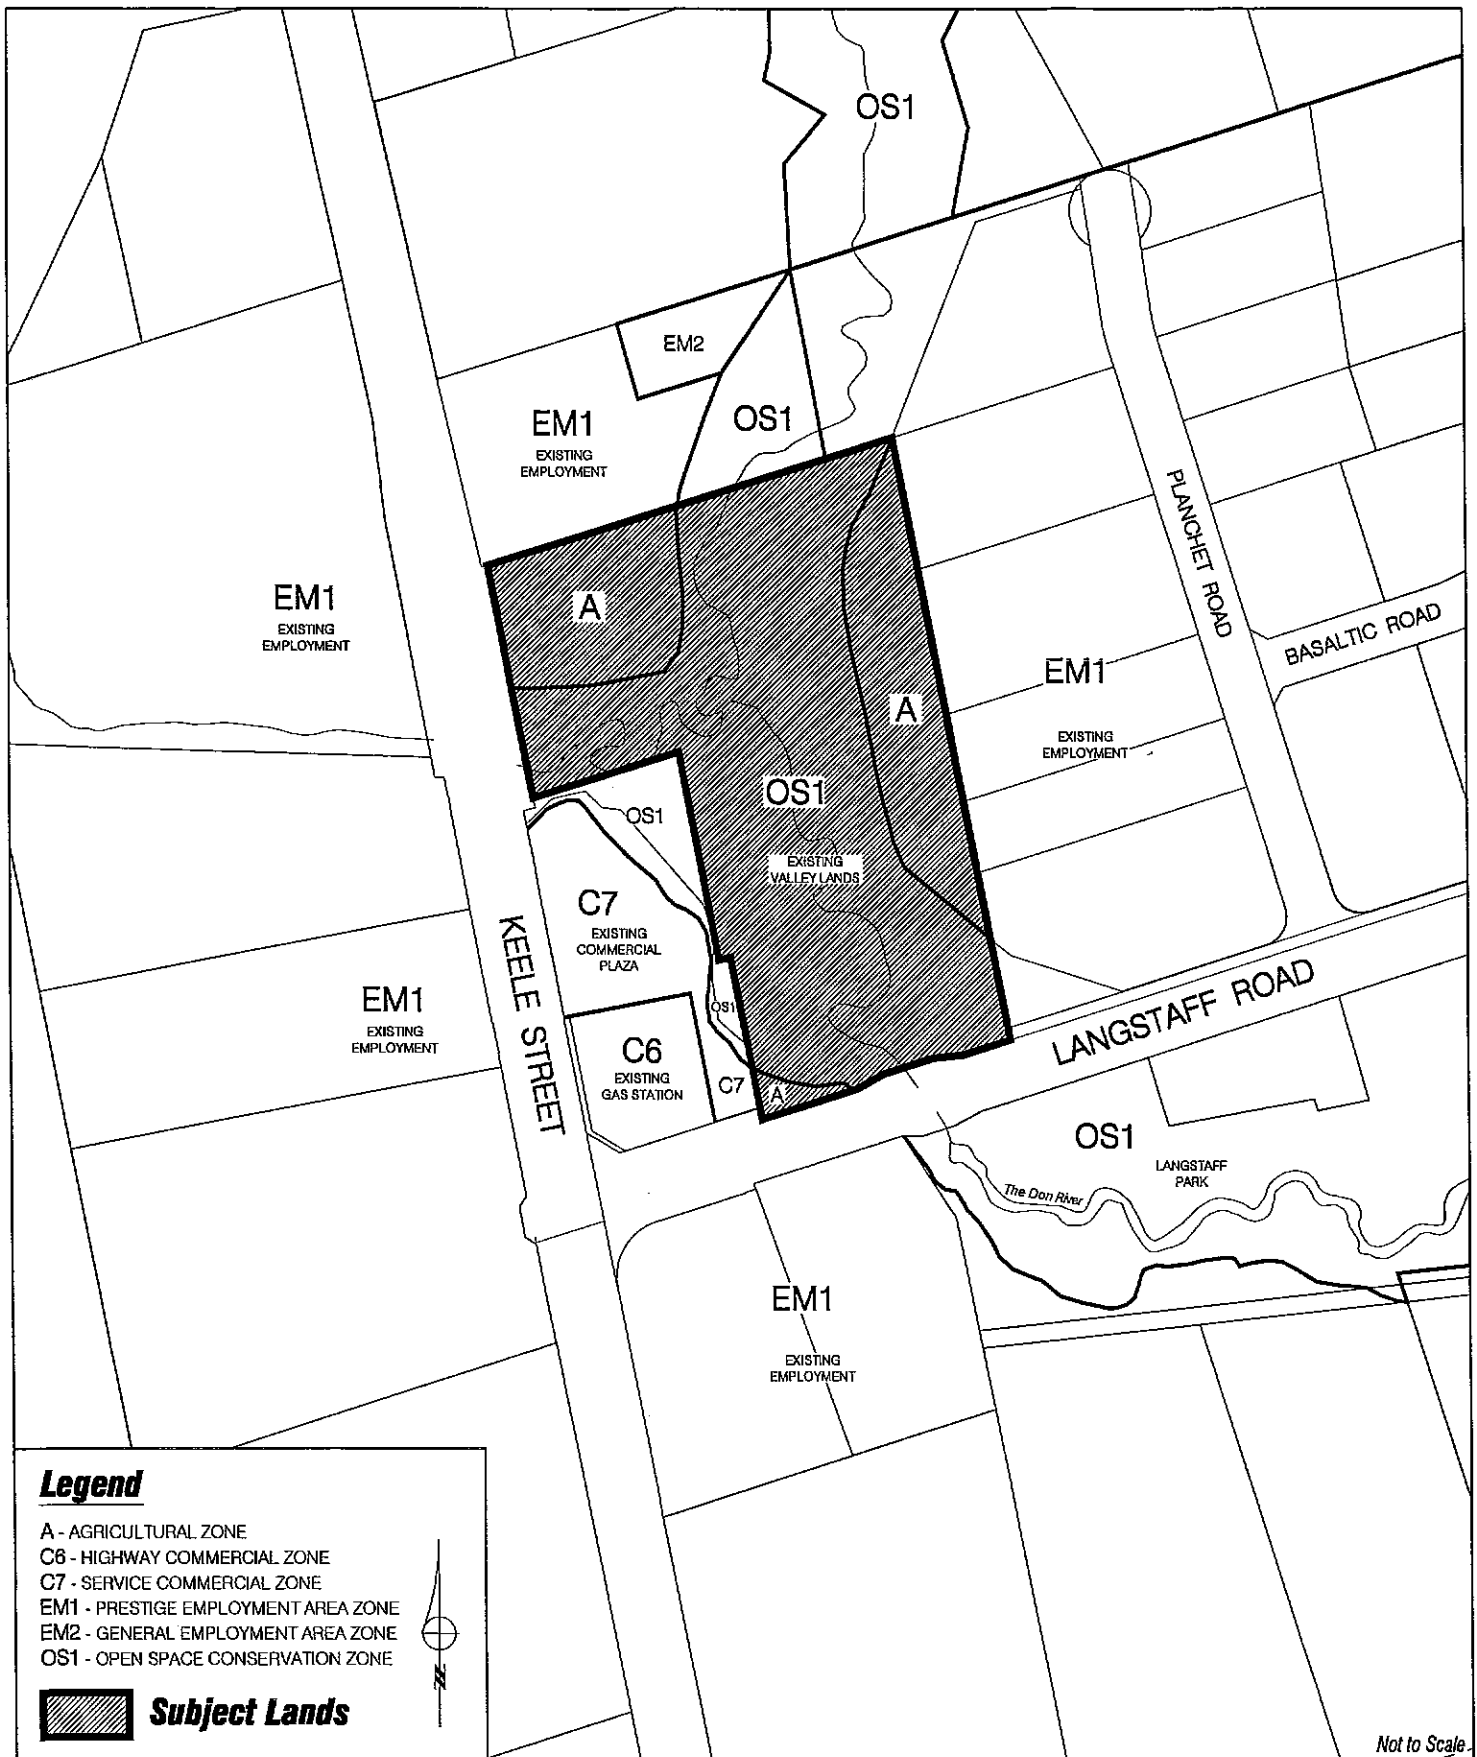 OS1
EM2
EM1
EXISTING
EMPLOYMENT
OS1
PLANCHET ROAD
BASALTIC ROAD
EM1
EXISTING
EMPLOYMENT
A
EM1
EXISTING
EMPLOYMENT
A
OS1
EXISTING
VALLEY LANDS
OS1
C7
EXISTING
COMMERCIAL
PLAZA
KEELE STREET
EM1
EXISTING
EMPLOYMENT
OS1
C6
EXISTING
GAS STATION
C7
A
LANGSTAFF ROAD
OS1
LANGSTAFF
PARK
The Don River
EM1
EXISTING
EMPLOYMENT
Legend
A - AGRICULTURAL ZONE
C6 - HIGHWAY COMMERCIAL ZONE
C7 - SERVICE COMMERCIAL ZONE
EM1 - PRESTIGE EMPLOYMENT AREA ZONE
EM2 - GENERAL EMPLOYMENT AREA ZONE
OS1 - OPEN SPACE CONSERVATION ZONE
N
Subject Lands
Not to Scale